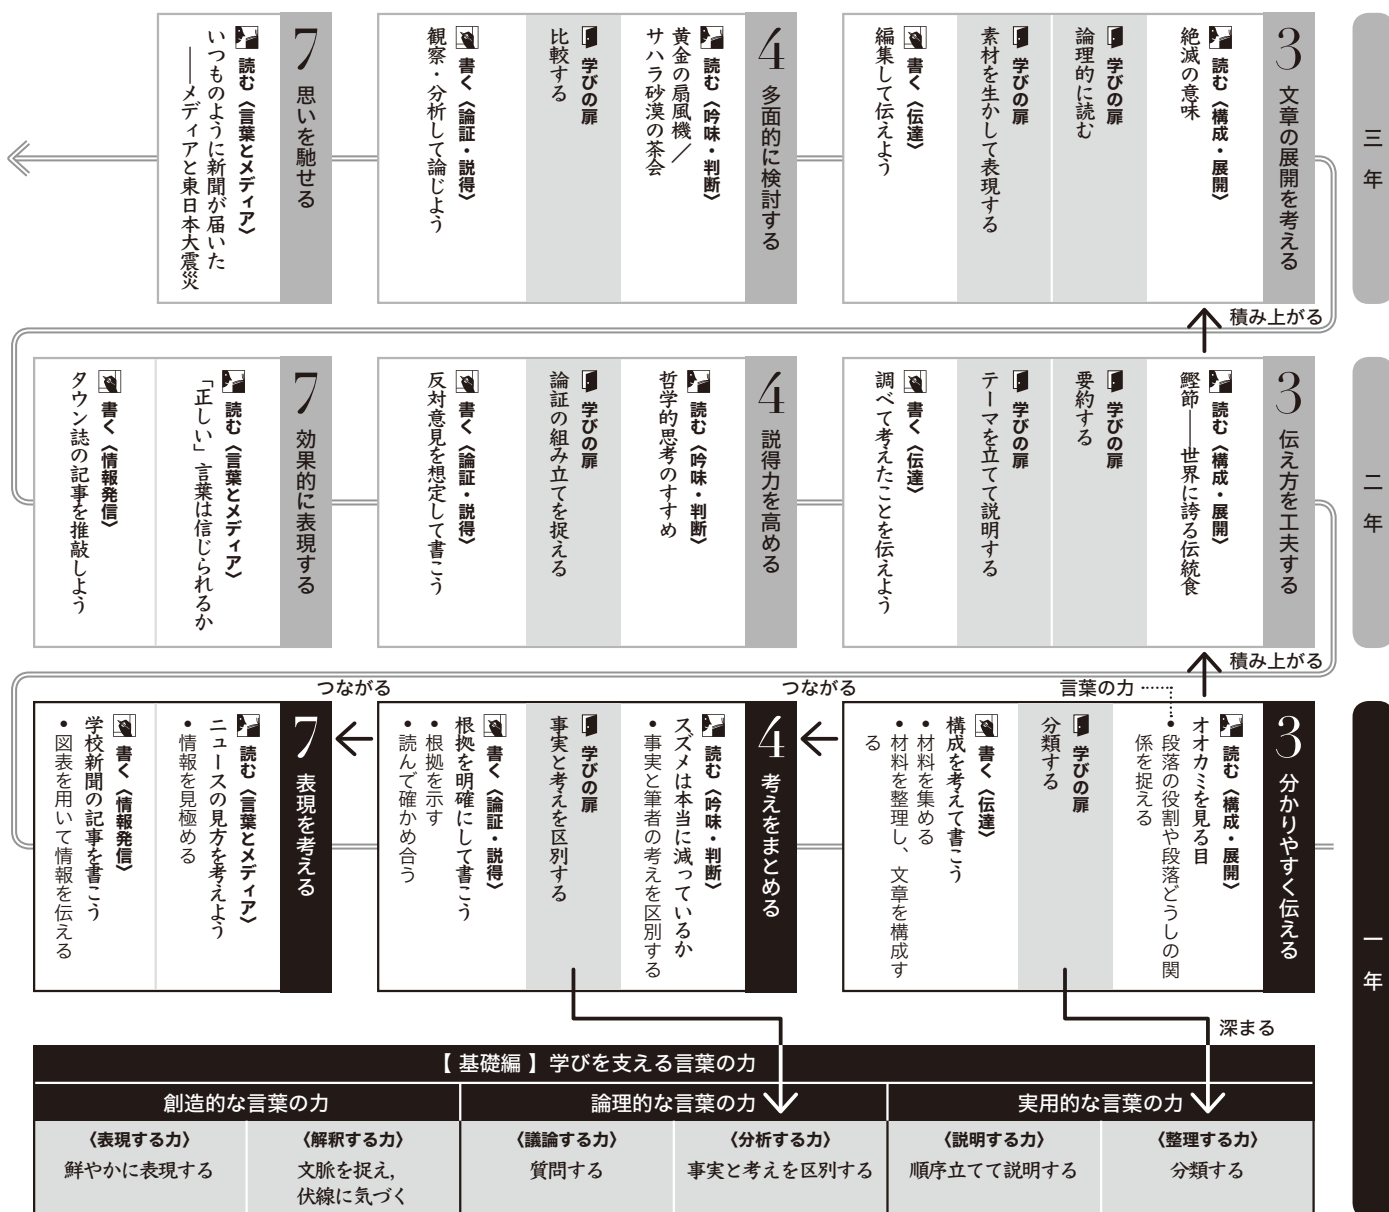 三年
3 文章の展開を考える
読む〈構成・展開〉
絶滅の意味
学びの扉
論理的に読む
学びの扉
素材を生かして表現する
書く〈伝達〉
編集して伝えよう
4 多面的に検討する
読む〈吟味・判断〉
黄金の扇風機/
サハラ砂漠の茶会
学びの扉
比較する
書く〈論証・説得〉
観察・分析して論じよう
7 思いを馳せる
読む〈言葉とメディア〉
いつものように新聞が届いた
――メディアと東日本大震災
積み上がる
二年
3 伝え方を工夫する
読む〈構成・展開〉
鰹節――世界に誇る伝統食
学びの扉
要約する
学びの扉
テーマを立てて説明する
書く〈伝達〉
調べて考えたことを伝えよう
4 説得力を高める
読む〈吟味・判断〉
哲学的思考のすすめ
学びの扉
論証の組み立てを捉える
書く〈論証・説得〉
反対意見を想定して書こう
7 効果的に表現する
読む〈言葉とメディア〉
「正しい」言葉は信じられるか
書く〈情報発信〉
タウン誌の記事を推敲しよう
積み上がる
一年
3 分かりやすく伝える
読む〈構成・展開〉
オオカミを見る目
言葉の力
・段落の役割や段落どうしの関
係を捉える
学びの扉
分類する
書く〈伝達〉
構成を考えて書こう
・材料を集める
・材料を整理し、文章を構成す
る
つながる
4 考えをまとめる
読む〈吟味・判断〉
スズメは本当に減っているか
・事実と筆者の考えを区別する
学びの扉
事実と考えを区別する
書く〈論証・説得〉
根拠を明確にして書こう
・根拠を示す
・読んで確かめ合う
つながる
7 表現を考える
読む〈言葉とメディア〉
ニュースの見方を考えよう
・情報を見極める
書く〈情報発信〉
学校新聞の記事を書こう
・図表を用いて情報を伝える
深まる
【 基礎編 】学びを支える言葉の力
創造的な言葉の力
論理的な言葉の力
実用的な言葉の力
〈表現する力〉
鮮やかに表現する
〈解釈する力〉
文脈を捉え,
伏線に気づく
〈議論する力〉
質問する
〈分析する力〉
事実と考えを区別する
〈説明する力〉
順序立てて説明する
〈整理する力〉
分類する